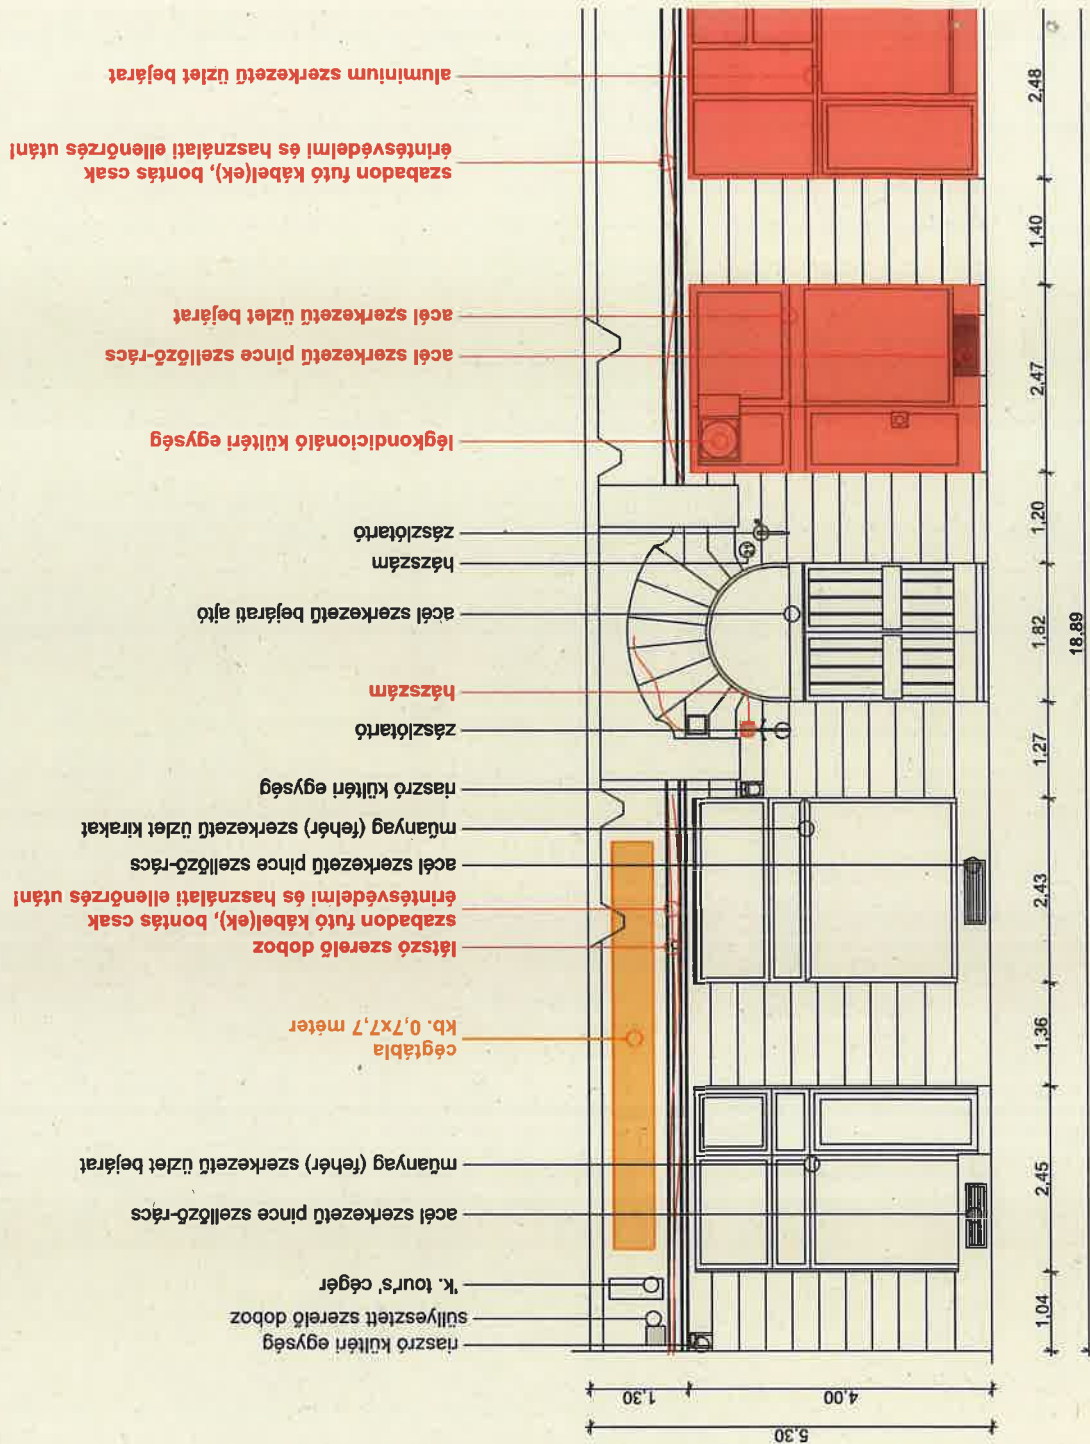 5,30
4,00
1,30
riaszró kültéri egység
süllyesztett szerelő doboz
'k. tour's' cégér
acél szerkezetű pince szellőző-rács
műanyag (fehér) szerkezetű üzlet bejárat
cégtábla
kb. 0,7x7,7 méter
látszó szerelő doboz
szabadon futó kábel(ek), bontás csak
érintésvédelmi és használati ellenőrzés után!
acél szerkezetű pince szellőző-rács
műanyag (fehér) szerkezetű üzlet kirakat
riaszró kültéri egység
zászlótartó
házszám
acél szerkezetű bejárati ajtó
házszám
zászlótartó
21
légkondicionáló kültéri egység
acél szerkezetű pince szellőző-rács
acél szerkezetű üzlet bejárat
szabadon futó kábel(ek), bontás csak
érintésvédelmi és használati ellenőrzés után!
aluminium szerkezetű üzlet bejárat
1,04
2,45
1,36
2,43
1,27
1,82
1,20
2,47
1,40
2,48
18,89